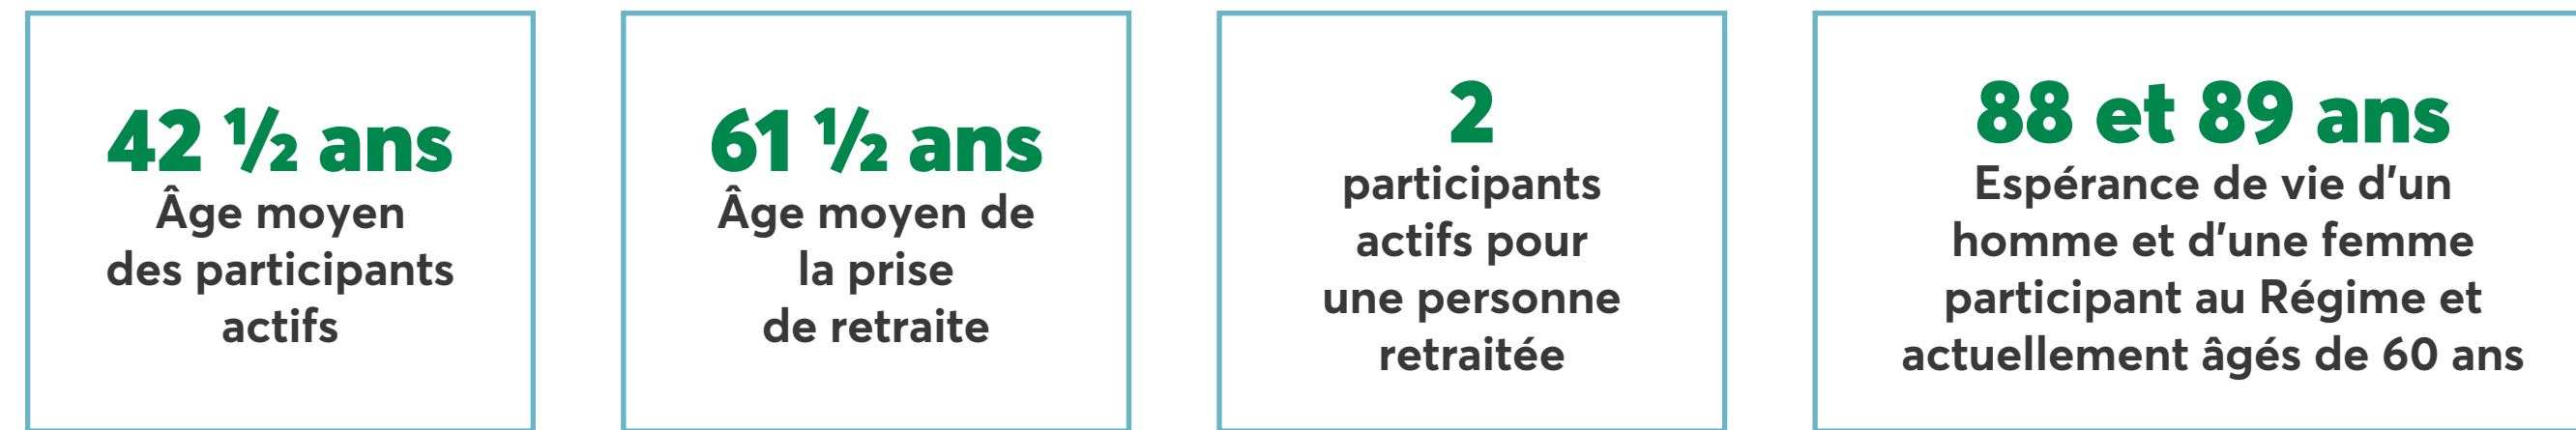 42 ½ ans
Âge moyen
des participants
actifs
61 ½ ans
Âge moyen de
la prise
de retraite
2
participants
actifs pour
une personne
retraitée
88 et 89 ans
Espérance de vie d'un
homme et d'une femme
participant au Régime et
actuellement âgés de 60 ans